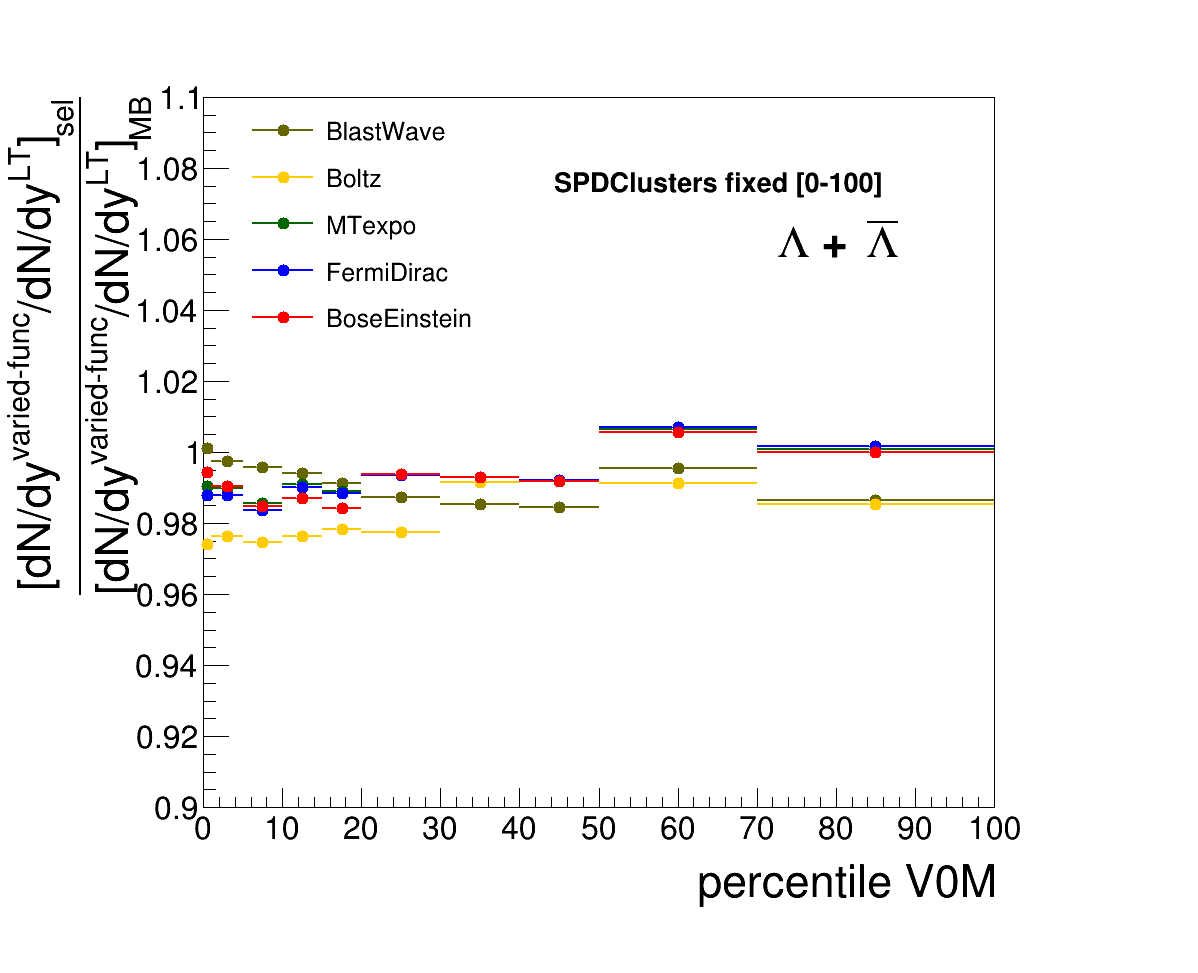 [dN/dy^varied-func/dN/dy^LT]_sel
[dN/dy^varied-func/dN/dy^LT]_MB
1.1
1.08
1.06
1.04
1.02
1
0.98
0.96
0.94
0.92
0.9
BlastWave
Boltz
MTexpo
FermiDirac
BoseEinstein
SPDClusters fixed [0-100]
Λ + Λ̅
0 10 20 30 40 50 60 70 80 90 100
percentile V0M